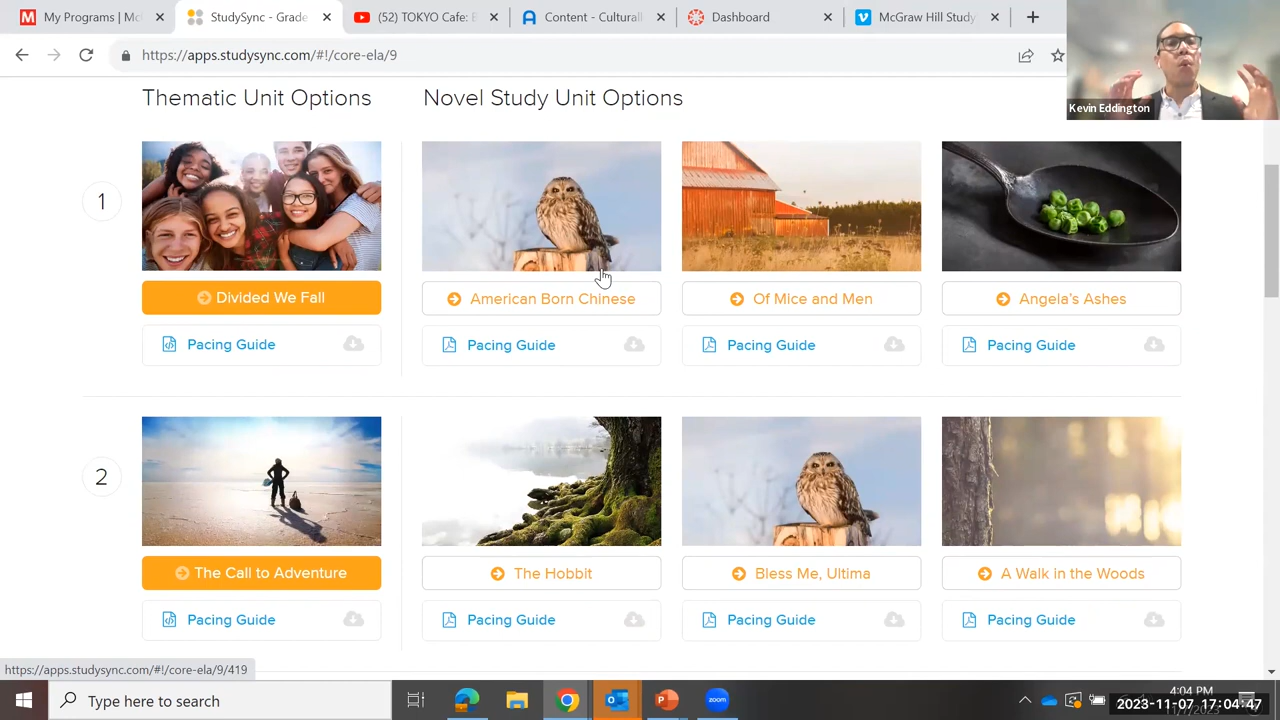 My Programs | Mc
StudySync - Grade
(52) TOKYO Cafe: B
Content - Culturall
Dashboard
McGraw Hill Study
https://apps.studysync.com/#!/core-ela/9
Kevin Eddington
Thematic Unit Options
Novel Study Unit Options
1
Divided We Fall
American Born Chinese
Of Mice and Men
Angela's Ashes
Pacing Guide
Pacing Guide
Pacing Guide
Pacing Guide
2
The Call to Adventure
The Hobbit
Bless Me, Ultima
A Walk in the Woods
Pacing Guide
Pacing Guide
Pacing Guide
Pacing Guide
https://apps.studysync.com/#!/core-ela/9/419
Type here to search
zoom
4:04 PM
2023-11-07 17:04:47